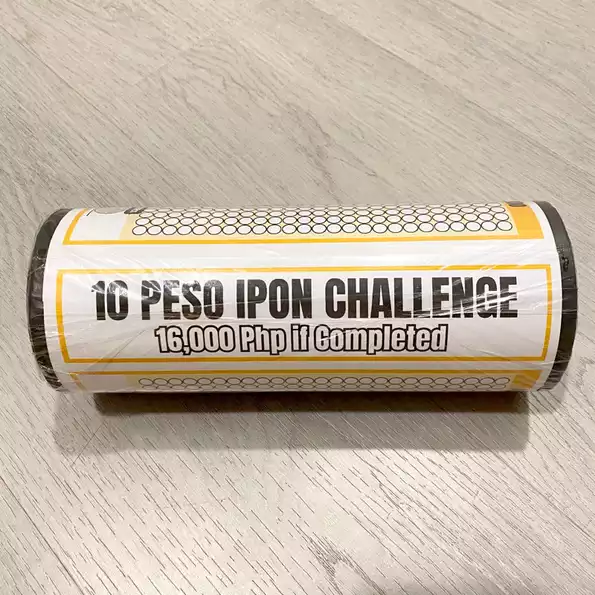 10 PESO IPON CHALLENGE
16,000 Php if Completed